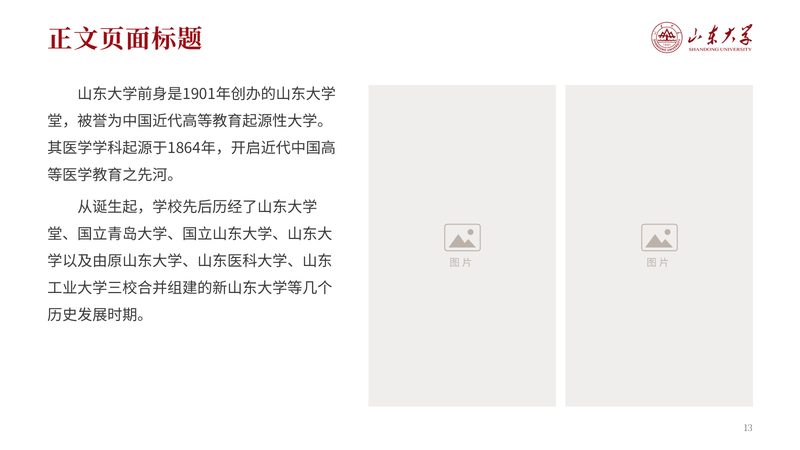 正文页面标题
山东大学
SHANDONG UNIVERSITY
山东大学前身是1901年创办的山东大学
堂，被誉为中国近代高等教育起源性大学。
其医学学科起源于1864年，开启近代中国高
等医学教育之先河。
从诞生起，学校先后历经了山东大学
堂、国立青岛大学、国立山东大学、山东大
学以及由原山东大学、山东医科大学、山东
工业大学三校合并组建的新山东大学等几个
历史发展时期。
图片
图片
13